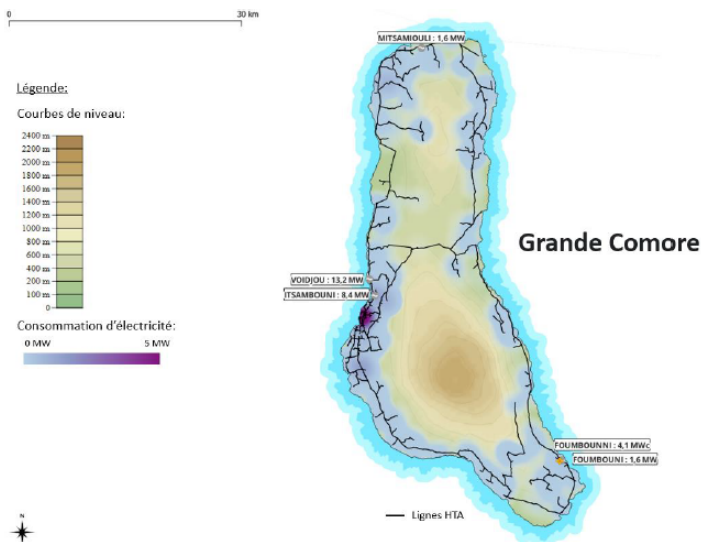 0 30 km
MITSAMIOULI : 1,6 MW
Légende:
Courbes de niveau:
2400 m
2200 m
2000 m
1800 m
1600 m
1400 m
1200 m
1000 m
800 m
600 m
400 m
200 m
100 m
0
Grande Comore
VOIDJOU : 13,2 MW
ITSAMBOUNI : 8,4 MW
Consommation d'électricité:
0 MW 5 MW
FOUMBOUNNI : 4,1 MWc
FOUMBOUNI : 1,6 MW
N
Lignes HTA